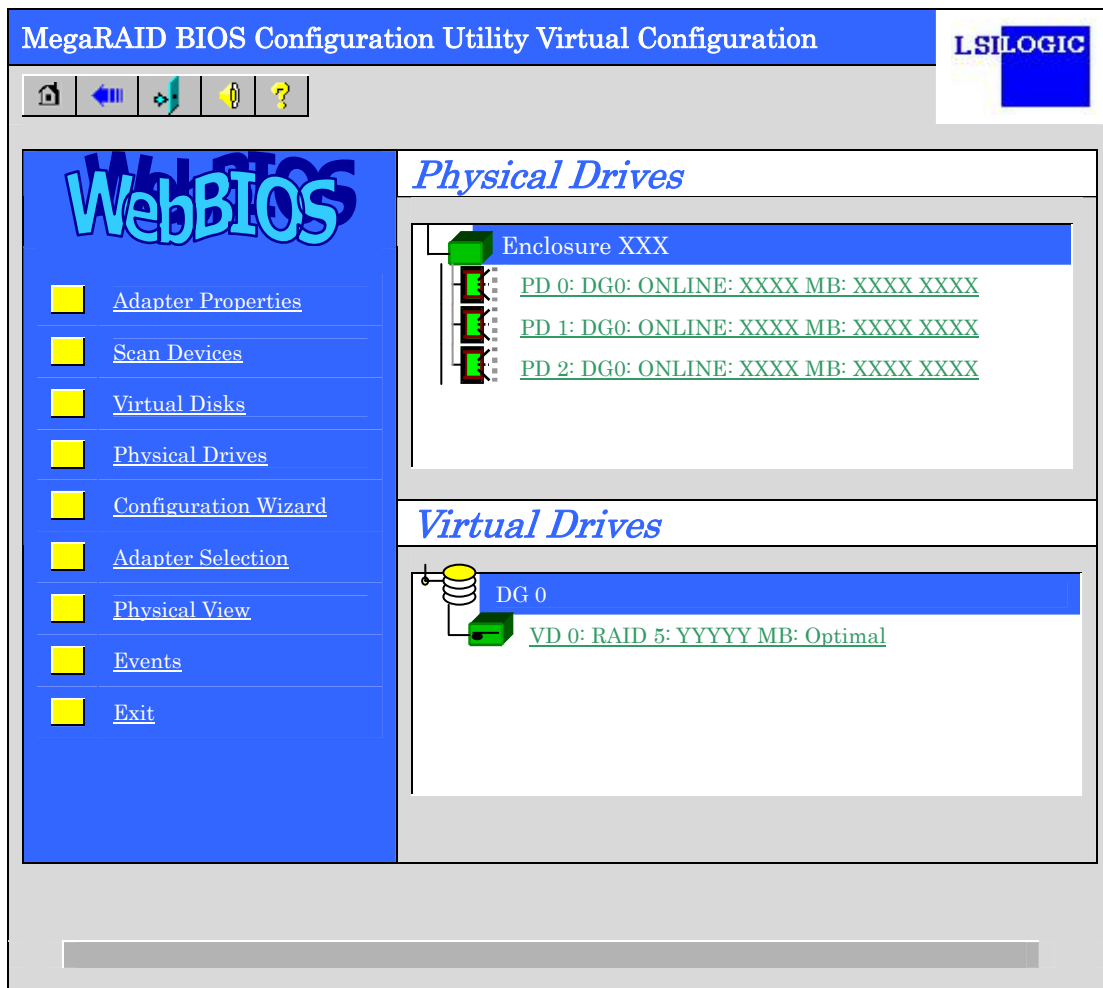 MegaRAID BIOS Configuration Utility Virtual Configuration
LSILOGIC
WebBIOS
Adapter Properties
Scan Devices
Virtual Disks
Physical Drives
Configuration Wizard
Adapter Selection
Physical View
Events
Exit
Physical Drives
Enclosure XXX
PD 0: DG0: ONLINE: XXXX MB: XXXX XXXX
PD 1: DG0: ONLINE: XXXX MB: XXXX XXXX
PD 2: DG0: ONLINE: XXXX MB: XXXX XXXX
Virtual Drives
DG 0
VD 0: RAID 5: YYYYY MB: Optimal